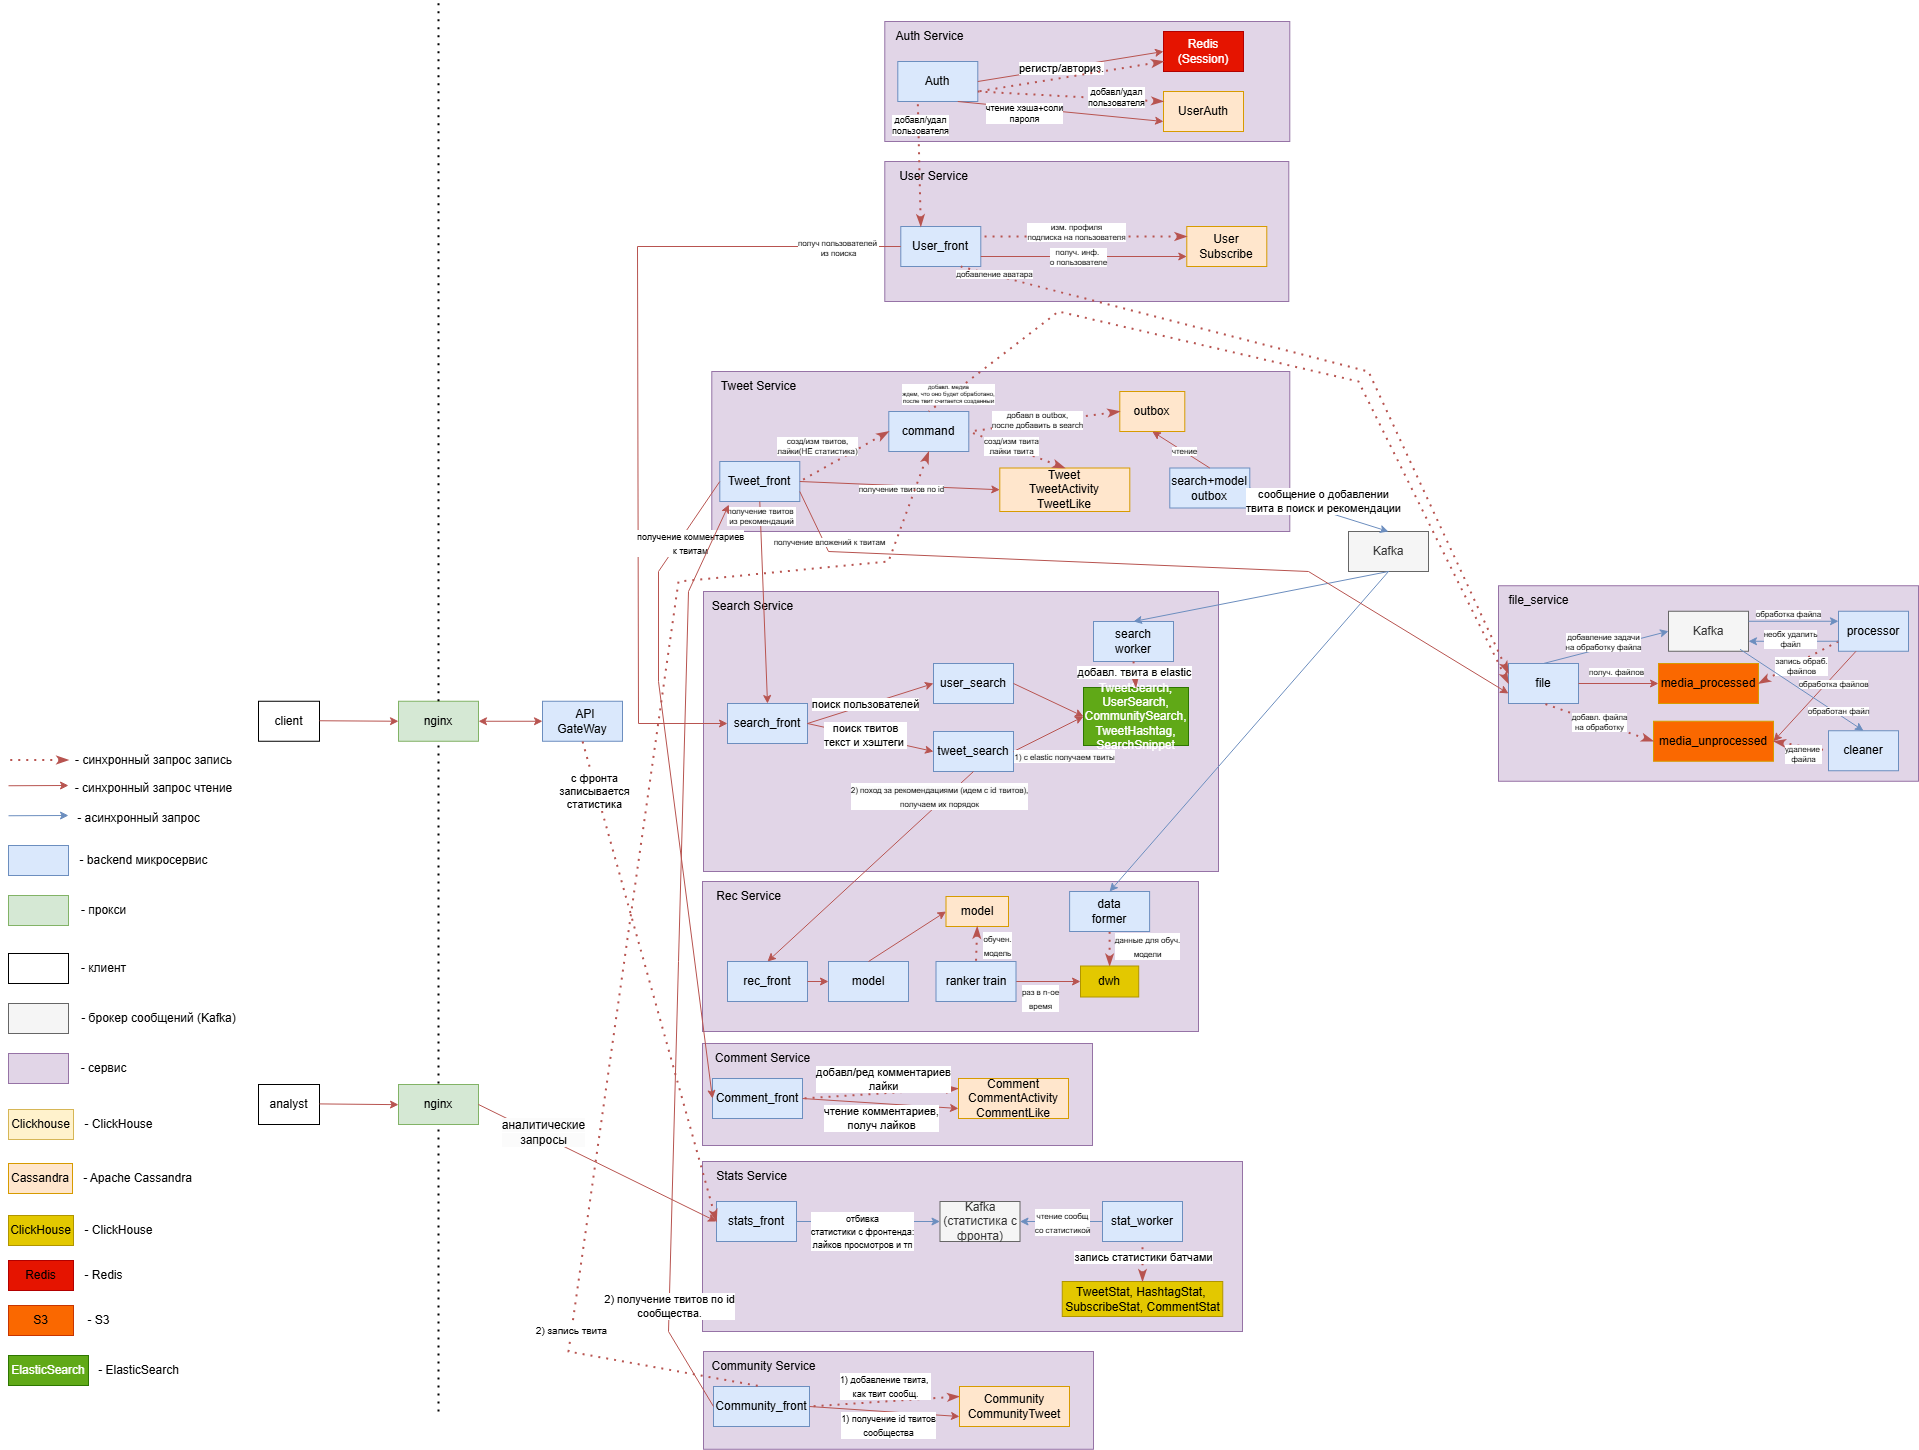 Auth Service
Redis
(Session)
Auth
регистр/авториз.
добавл/удал
пользователя
чтение хэша+соли
пароля
UserAuth
добавл/удал
пользователя
User Service
User_front
изм. профиля
подписка на пользователя
получ. инф.
о пользователе
User
Subscribe
получ пользователей
из поиска
добавление аватара
Tweet Service
добавл. медиа
ждем, что оно будет обработано,
после твит считается созданный
command
добавл в outbox,
после добавить в search
outbox
созд/изм твитов,
лайки(НЕ статистика)
созд/изм твита
лайки твита
чтение
Tweet_front
получение твитов по id
Tweet
TweetActivity
TweetLike
search+model
outbox
сообщение о добавлении
твита в поиск и рекомендации
получение твитов
из рекомендаций
получение комментариев
к твитам
получение вложений к твитам
Kafka
file_service
Kafka
обработка файла
processor
добавление задачи
на обработку файла
необх удалить
файл
запись обраб.
файлов
file
получ. файлов
media_processed
обработка файлов
обработан файл
добавл. файла
на обработку
media_unprocessed
удаление
файла
cleaner
Search Service
search
worker
добавл. твита в elastic
user_search
TweetSearch,
UserSearch,
CommunitySearch,
TweetHashtag,
SearchSnippet
поиск пользователей
search_front
поиск твитов
текст и хэштеги
tweet_search
1) с elastic получаем твиты
2) поход за рекомендациями (идем с id твитов),
получаем их порядок
client
nginx
API
GateWay
с фронта
записывается
статистика
- синхронный запрос запись
- синхронный запрос чтение
- асинхронный запрос
- backend микросервис
- прокси
- клиент
- брокер сообщений (Kafka)
- сервис
Clickhouse
- ClickHouse
Cassandra
- Apache Cassandra
ClickHouse
- ClickHouse
Redis
- Redis
S3
- S3
ElasticSearch
- ElasticSearch
Rec Service
model
data
former
обучен.
модель
данные для обуч.
модели
rec_front
model
ranker train
раз в n-ое
время
dwh
Comment Service
добавл/ред комментариев
лайки
Comment_front
Comment
CommentActivity
CommentLike
чтение комментариев,
получ лайков
analyst
nginx
аналитические
запросы
Stats Service
stats_front
отбивка
статистики с фронтенда:
лайков просмотров и тп
Kafka
(статистика с
фронта)
чтение сообщ
со статистикой
stat_worker
запись статистики батчами
TweetStat, HashtagStat,
SubscribeStat, CommentStat
2) получение твитов по id
сообщества.
2) запись твита
Community Service
1) добавление твита,
как твит сообщ.
Community_front
Community
CommunityTweet
1) получение id твитов
сообщества